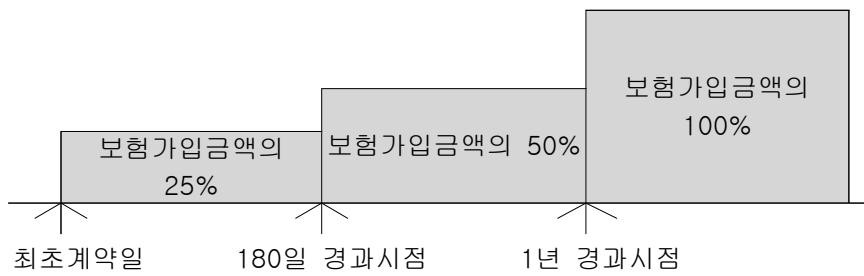 보험가입금액의
25%
보험가입금액의 50%
보험가입금액의
100%
최초계약일
180일 경과시점
1년 경과시점